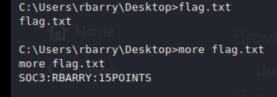 C:\Users\rbarry\Desktop>flag.txt
flag.txt
C:\Users\rbarry\Desktop>more flag.txt
more flag.txt
SOC3:RBARRY:15POINTS